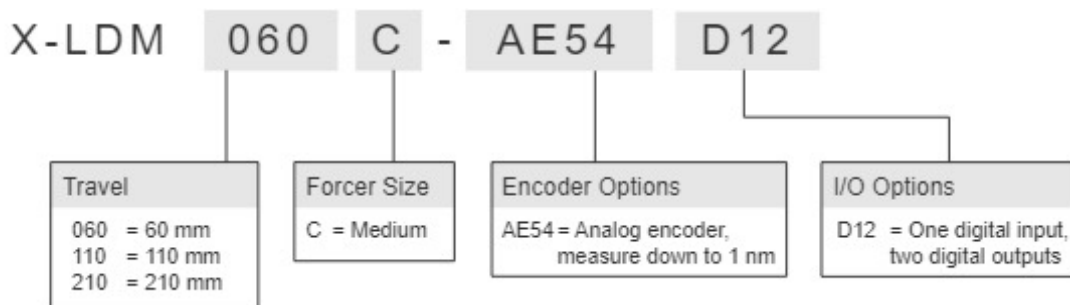 X-LDM 060 C - AE54 D12
Travel
060 = 60 mm
110 = 110 mm
210 = 210 mm
Forcer Size
C = Medium
Encoder Options
AE54 = Analog encoder,
measure down to 1 nm
I/O Options
D12 = One digital input,
two digital outputs